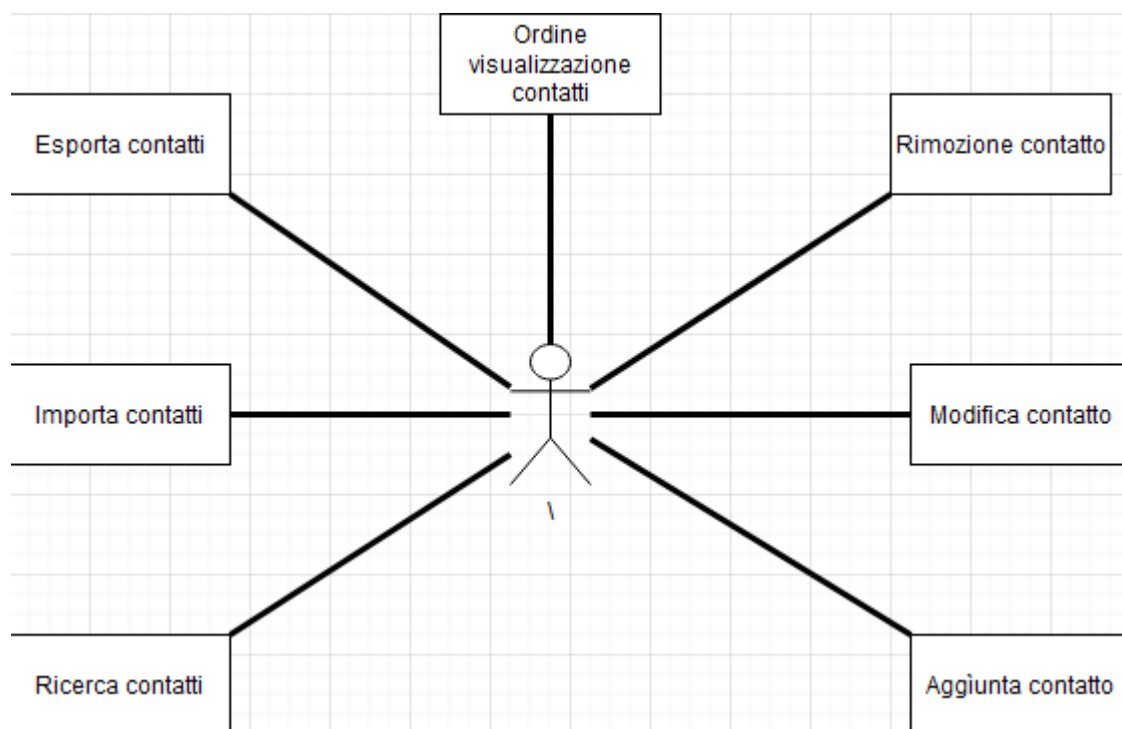 Ordine
visualizzazione
contatti
Esporta contatti
Rimozione contatto
Importa contatti
Modifica contatto
\
Ricerca contatti
Aggìunta contatto